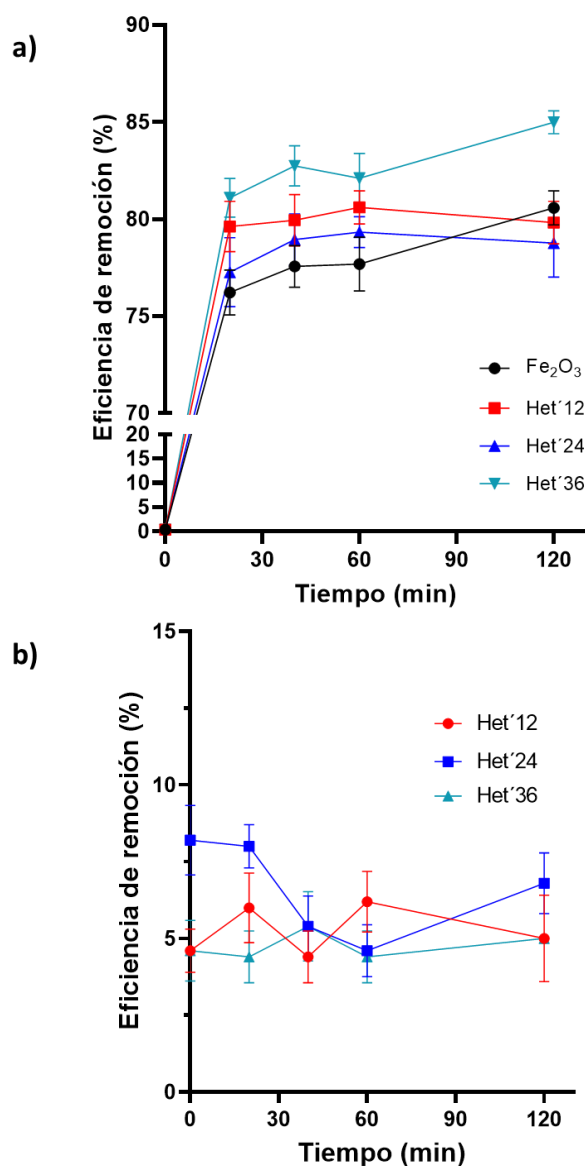 a)
Eficiencia de remoción (%)
90
85
80
75
70
20
15
10
5
0
0 30 60 90 120
Tiempo (min)
Fe₂O₃
Het´12
Het´24
Het´36
b)
Eficiencia de remoción (%)
15
10
5
0
0 30 60 90 120
Tiempo (min)
Het´12
Het´24
Het´36